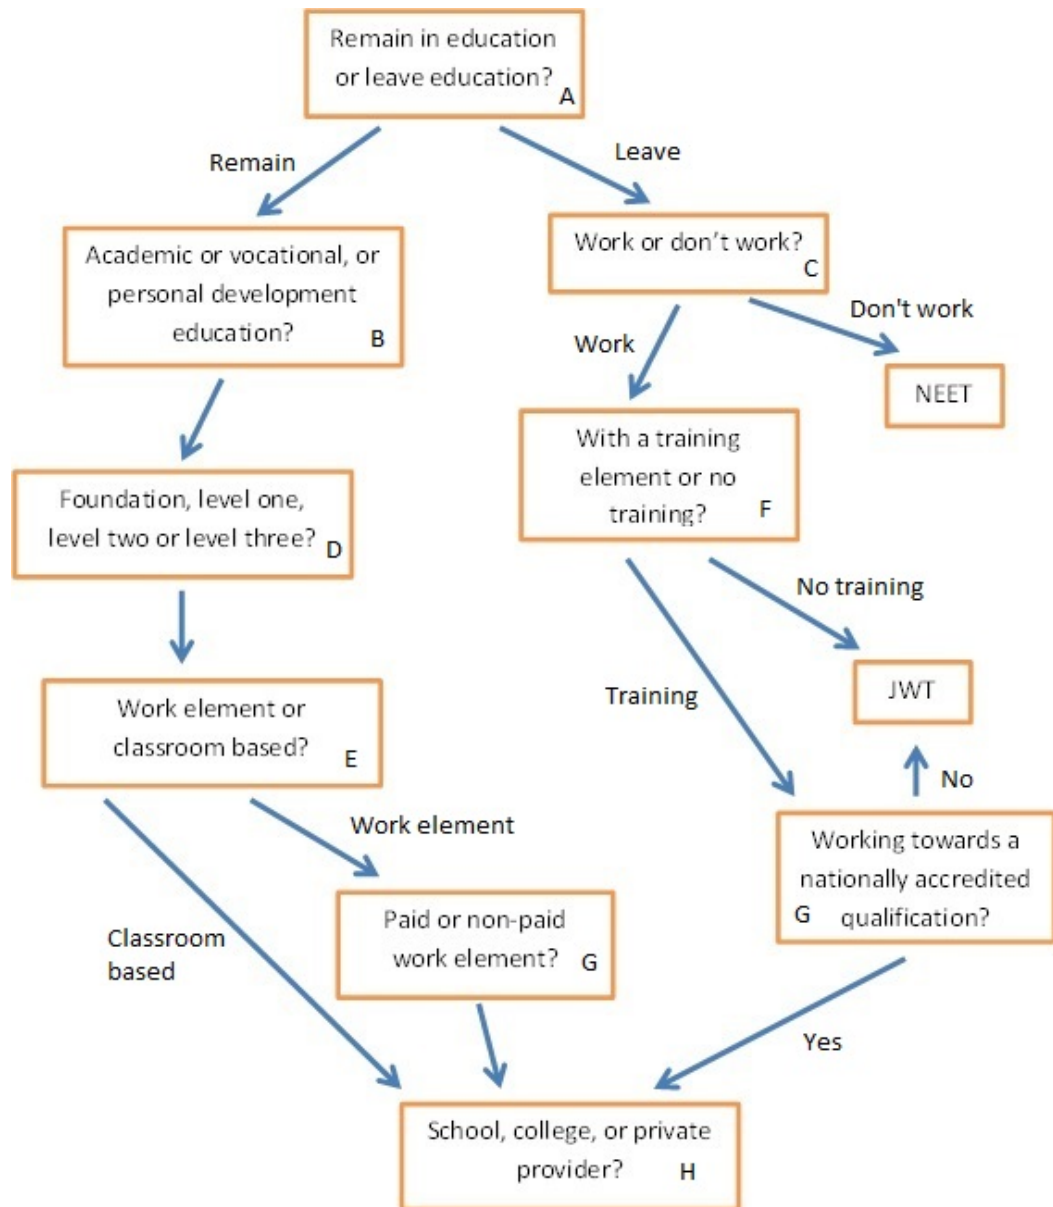 Remain in education
or leave education?
A
Remain
Leave
Academic or vocational, or
personal development
education?
B
Work or don't work?
C
Don't work
Work
NEET
With a training
element or no
training?
F
Foundation, level one,
level two or level three?
D
No training
Training
JWT
No
Work element or
classroom based?
E
Work element
Classroom
based
Paid or non-paid
work element?
G
Working towards a
nationally accredited
qualification?
G
Yes
School, college, or private
provider?
H